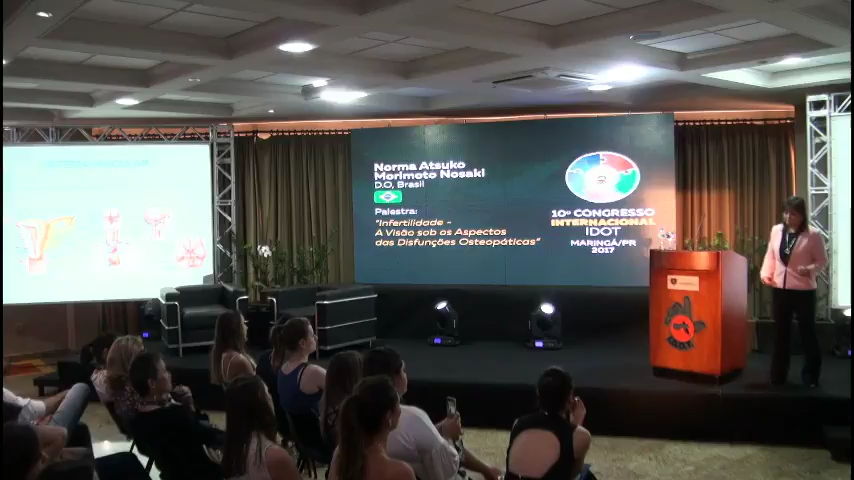 Norma Atsuko
Morimoto Nosaki
D.O, Brasil
Palestra:
"Infertilidade -
A Visão sob os Aspectos
das Disfunções Osteopáticas"
10º CONGRESSO
INTERNACIONAL
IDOT
MARINGÁ/PR
2017